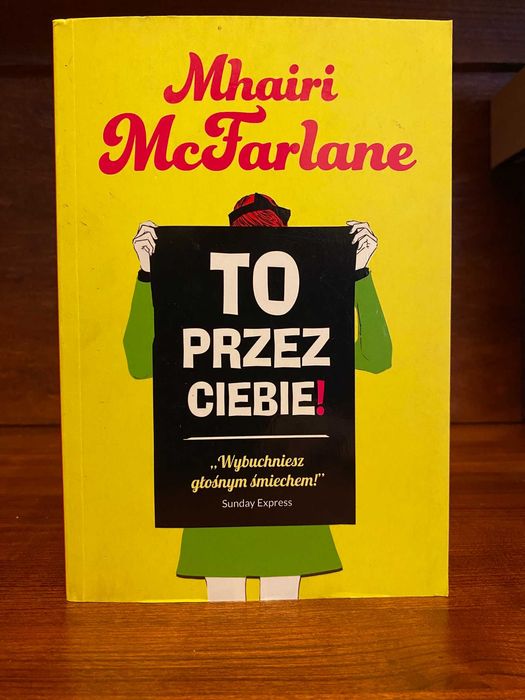 Mhairi
McFarlane
TO
PRZEZ
CIEBIE!
„Wybuchniesz
głośnym śmiechem!”
Sunday Express